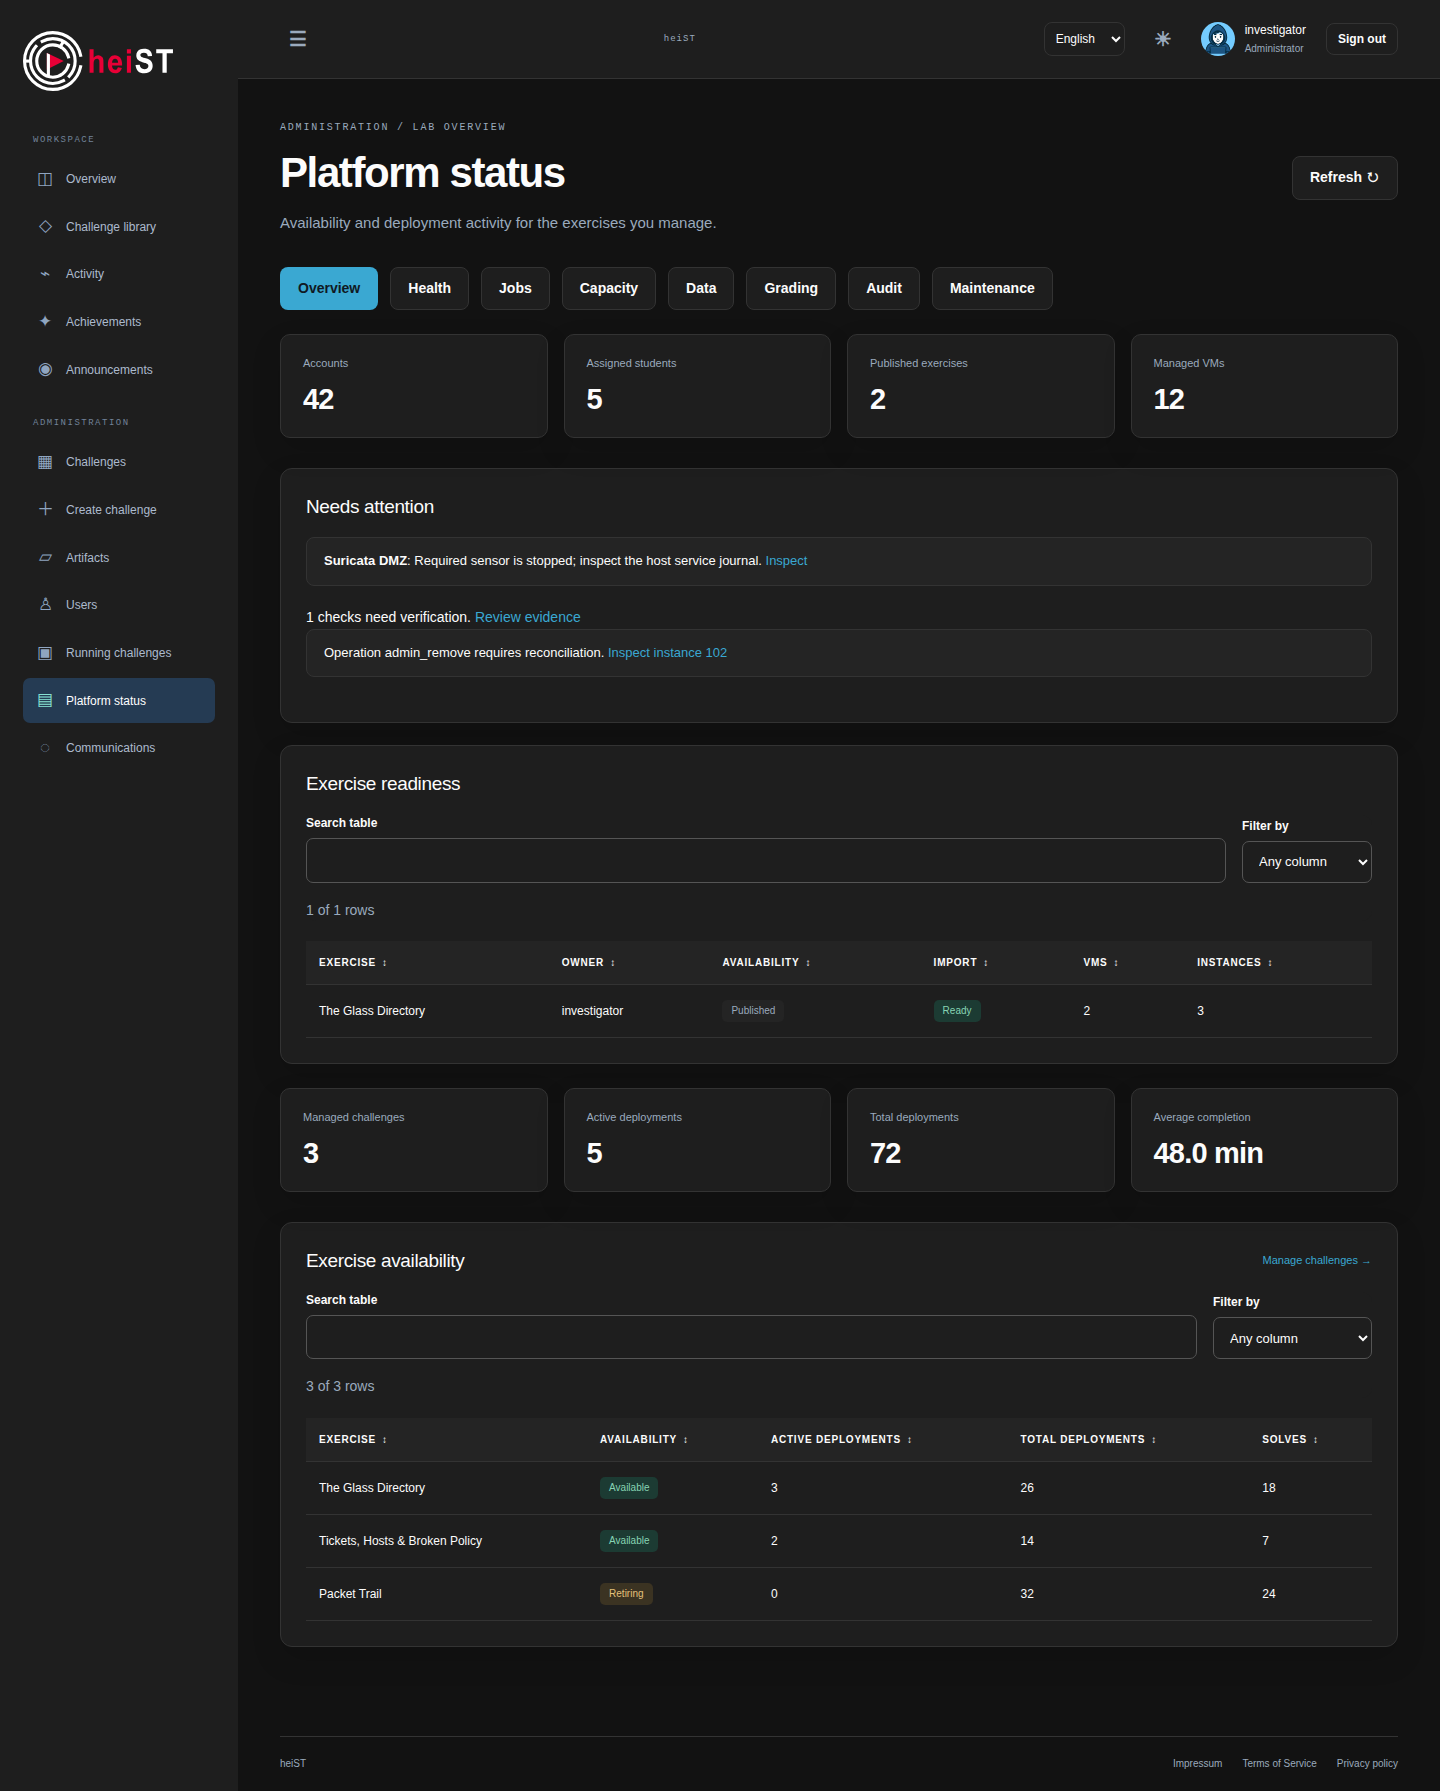 heiST
WORKSPACE
Overview
Challenge library
Activity
Achievements
Announcements
ADMINISTRATION
Challenges
Create challenge
Artifacts
Users
Running challenges
Platform status
Communications
heiST
English
investigator
Administrator
Sign out
ADMINISTRATION / LAB OVERVIEW
Platform status
Refresh ↻
Availability and deployment activity for the exercises you manage.
Overview Health Jobs Capacity Data Grading Audit Maintenance
Accounts Assigned students Published exercises Managed VMs
42 5 2 12
Needs attention
Suricata DMZ: Required sensor is stopped; inspect the host service journal. Inspect
1 checks need verification. Review evidence
Operation admin_remove requires reconciliation. Inspect instance 102
Exercise readiness
Search table
Filter by
Any column
1 of 1 rows
EXERCISE ↕ OWNER ↕ AVAILABILITY ↕ IMPORT ↕ VMS ↕ INSTANCES ↕
The Glass Directory investigator Published Ready 2 3
Managed challenges Active deployments Total deployments Average completion
3 5 72 48.0 min
Exercise availability
Manage challenges →
Search table
Filter by
Any column
3 of 3 rows
EXERCISE ↕ AVAILABILITY ↕ ACTIVE DEPLOYMENTS ↕ TOTAL DEPLOYMENTS ↕ SOLVES ↕
The Glass Directory Available 3 26 18
Tickets, Hosts & Broken Policy Available 2 14 7
Packet Trail Retiring 0 32 24
heiST
Impressum Terms of Service Privacy policy